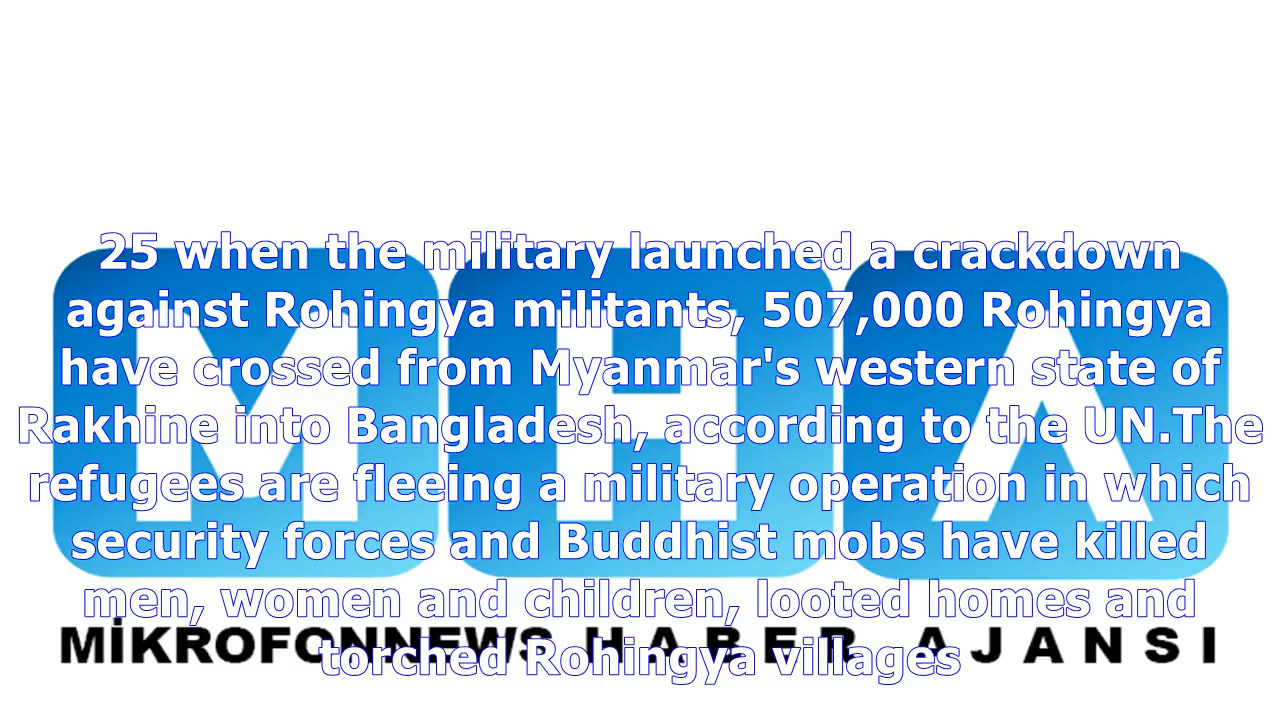 25 when the military launched a crackdown
against Rohingya militants, 507,000 Rohingya
have crossed from Myanmar's western state of
Rakhine into Bangladesh, according to the UN.The
refugees are fleeing a military operation in which
security forces and Buddhist mobs have killed
men, women and children, looted homes and
torched Rohingya villages
MHA
MİKROFONNEWS HABER AJANSI